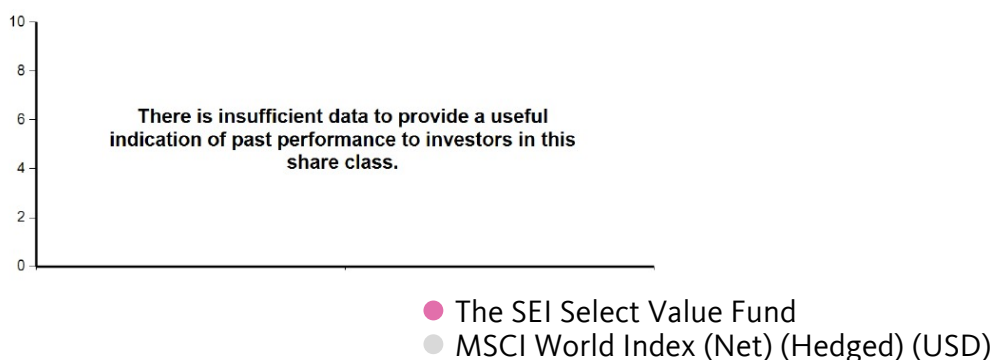 10
8
There is insufficient data to provide a useful
6
indication of past performance to investors in this
share class.
4
2
0
The SEI Select Value Fund
MSCI World Index (Net) (Hedged) (USD)